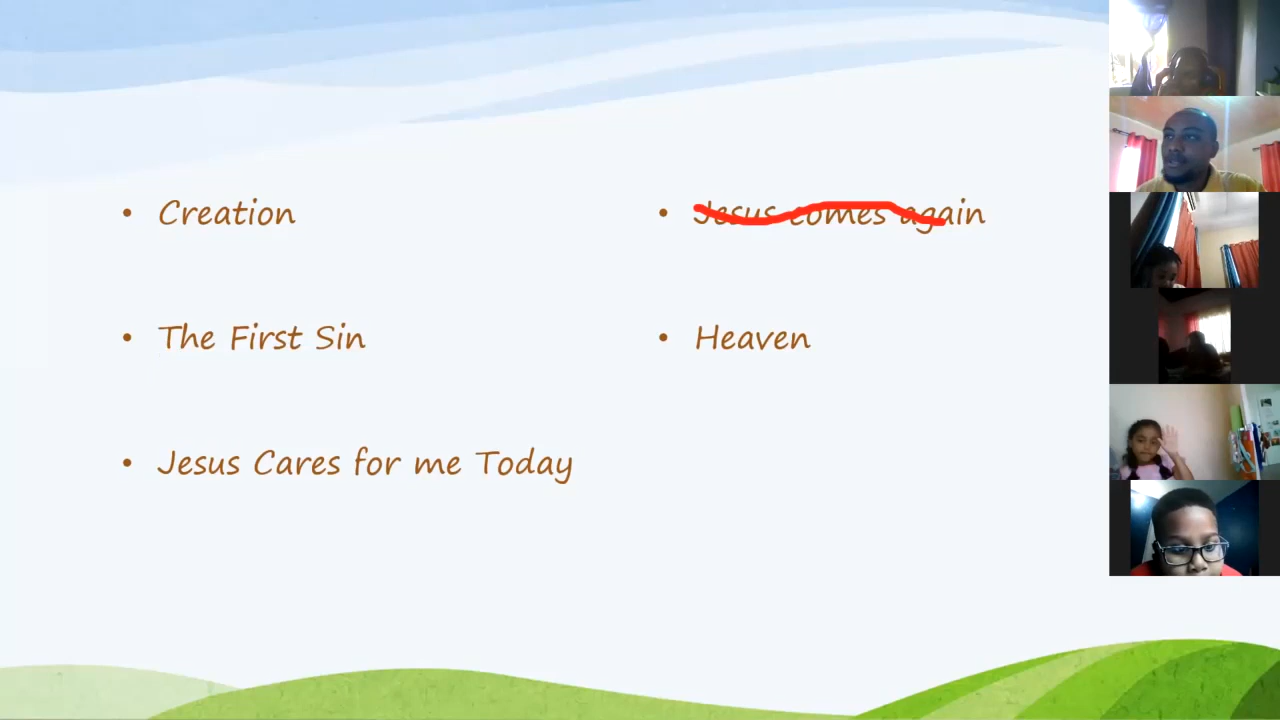 Creation
The First Sin
Jesus Cares for me Today
Jesus comes again
Heaven